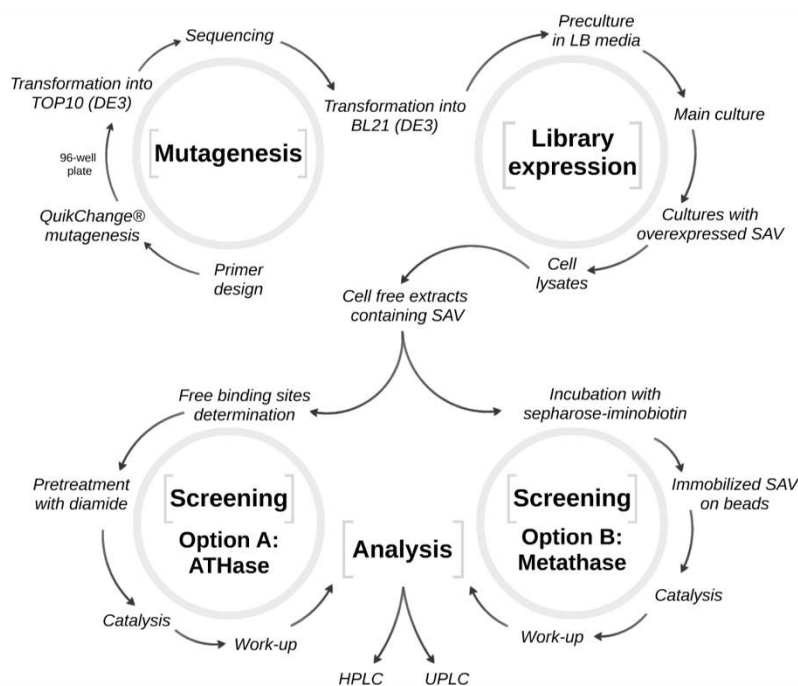 Sequencing
Transformation into
TOP10 (DE3)
96-well
plate
QuikChange®
mutagenesis
Primer
design
[Mutagenesis]
Transformation into
BL21 (DE3)
Preculture
in LB media
Main culture
Cultures with
overexpressed SAV
Cell
lysates
[Library
expression]
Cell free extracts
containing SAV
Free binding sites
determination
Pretreatment
with diamide
Catalysis
Work-up
[Screening]
Option A:
ATHase
Incubation with
sepharose-iminobiotin
Immobilized SAV
on beads
Catalysis
Work-up
[Screening]
Option B:
Metathase
[Analysis]
HPLC
UPLC